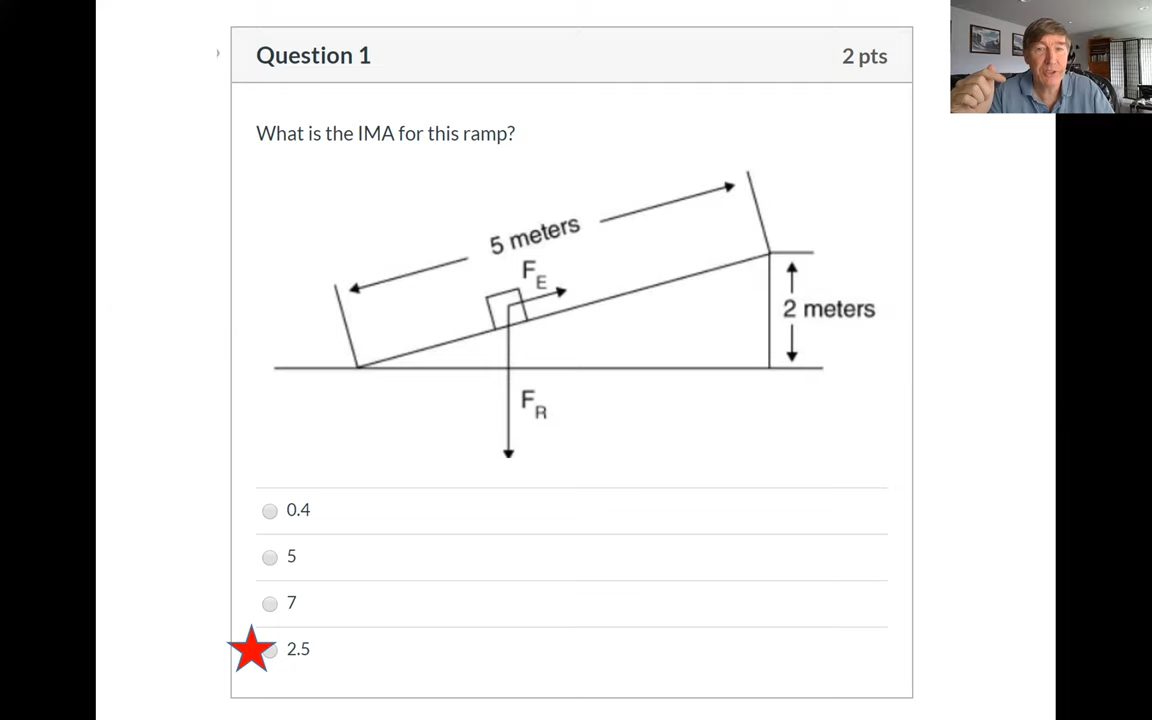 Question 1
2 pts
What is the IMA for this ramp?
5 meters
FE
2 meters
FR
0.4
5
7
2.5